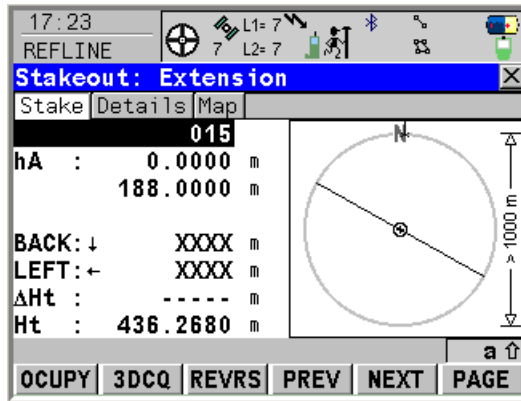 17:23
REFLINE
7
L1= 7
L2= 7
Stakeout: Extension
Stake Details Map
015
hA : 0.0000 m
188.0000 m
BACK:↓ XXXX m
LEFT:← XXXX m
ΔHt : ----- m
Ht : 436.2680 m
N
> 1000 m
a ⇧
OCUPY 3DCQ REVRS PREV NEXT PAGE